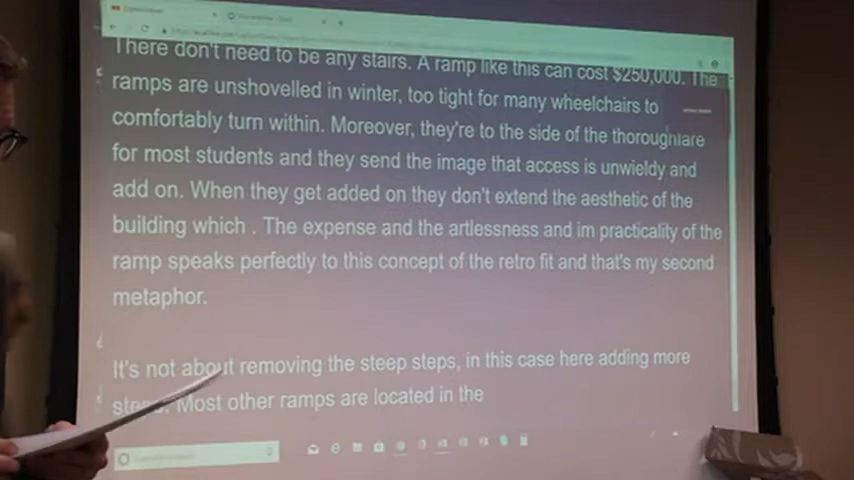 There don't need to be any stairs. A ramp like this can cost $250,000. The
ramps are unshovelled in winter, too tight for many wheelchairs to
comfortably turn within. Moreover, they're to the side of the thoroughfare
for most students and they send the image that access is unwieldy and
add on. When they get added on they don't extend the aesthetic of the
building which . The expense and the artlessness and im practicality of the
ramp speaks perfectly to this concept of the retro fit and that's my second
metaphor.
It's not about removing the steep steps, in this case here adding more
steps. Most other ramps are located in the